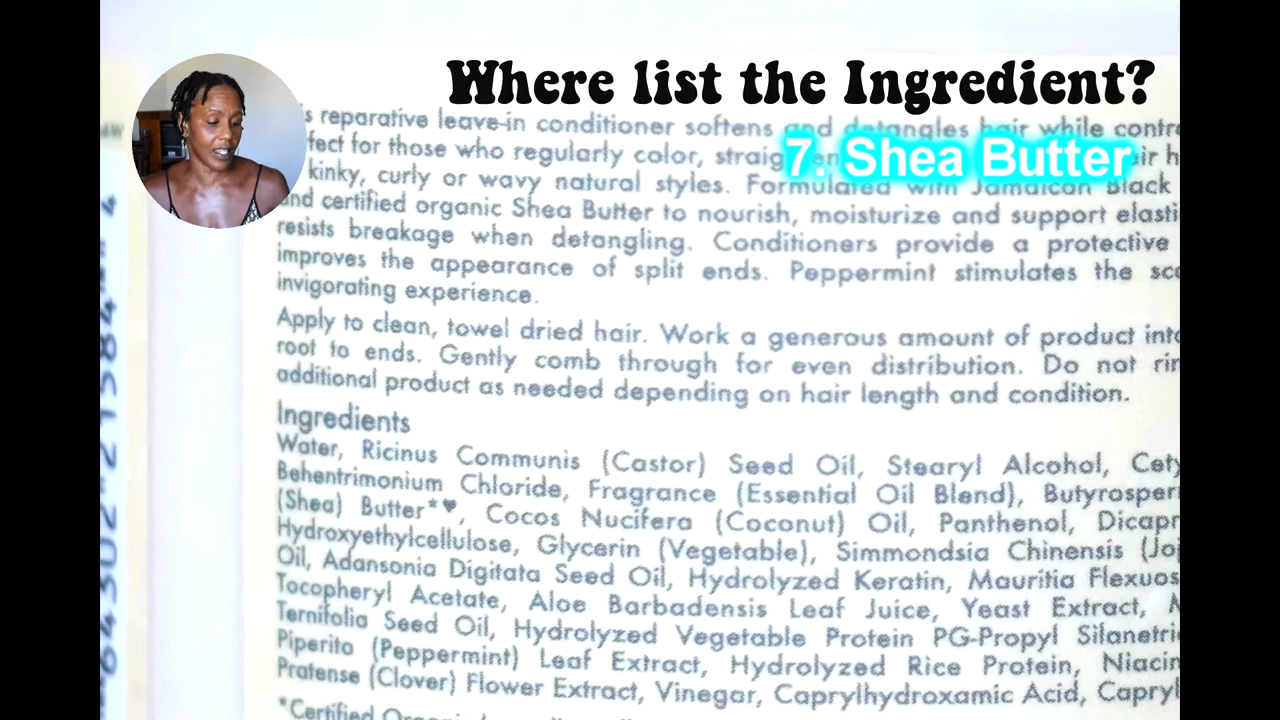 Where list the Ingredient?
7. Shea Butter
s reparative leave-in conditioner softens and detangles hair while contr
fect for those who regularly color, straig
kinky, curly or wavy natural styles. Formulated with Jamaican Black
and certified organic Shea Butter to nourish, moisturize and support elasti
resists breakage when detangling. Conditioners provide a protective
improves the appearance of split ends. Peppermint stimulates the sc
invigorating experience.
Apply to clean, towel dried hair. Work a generous amount of product int
root to ends. Gently comb through for even distribution. Do not rin
additional product as needed depending on hair length and condition.
Ingredients
Water, Ricinus Communis (Castor) Seed Oil, Stearyl Alcohol, Cety
Behentrimonium Chloride, Fragrance (Essential Oil Blend), Butyrosper
(Shea) Butter*♥, Cocos Nucifera (Coconut) Oil, Panthenol, Dicapr
Hydroxyethylcellulose, Glycerin (Vegetable), Simmondsia Chinensis (Joj
Oil, Adansonia Digitata Seed Oil, Hydrolyzed Keratin, Mauritia Flexuos
Tocopheryl Acetate, Aloe Barbadensis Leaf Juice, Yeast Extract, M
Ternifolia Seed Oil, Hydrolyzed Vegetable Protein PG-Propyl Silanetri
Piperita (Peppermint) Leaf Extract, Hydrolyzed Rice Protein, Niacin
Pratense (Clover) Flower Extract, Vinegar, Caprylhydroxamic Acid, Capryl
*Certified Organic